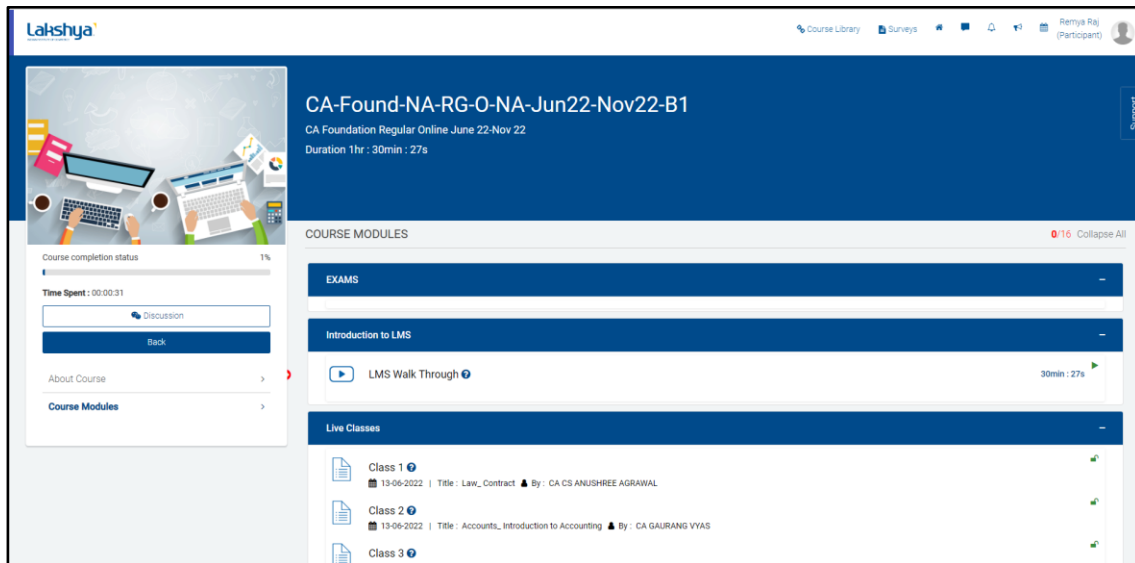 Lakshya
Course Library Surveys Remya Raj
(Participant)
Support
CA-Found-NA-RG-O-NA-Jun22-Nov22-B1
CA Foundation Regular Online June 22-Nov 22
Duration 1hr : 30min : 27s
COURSE MODULES 0/16 Collapse All
Course completion status 1%
Time Spent : 00:00:31
Discussion
Back
About Course
Course Modules
EXAMS
Introduction to LMS
LMS Walk Through 30min : 27s
Live Classes
Class 1
13-06-2022 | Title : Law_ Contract By : CA CS ANUSHREE AGRAWAL
Class 2
13-06-2022 | Title : Accounts_ Introduction to Accounting By : CA GAURANG VYAS
Class 3